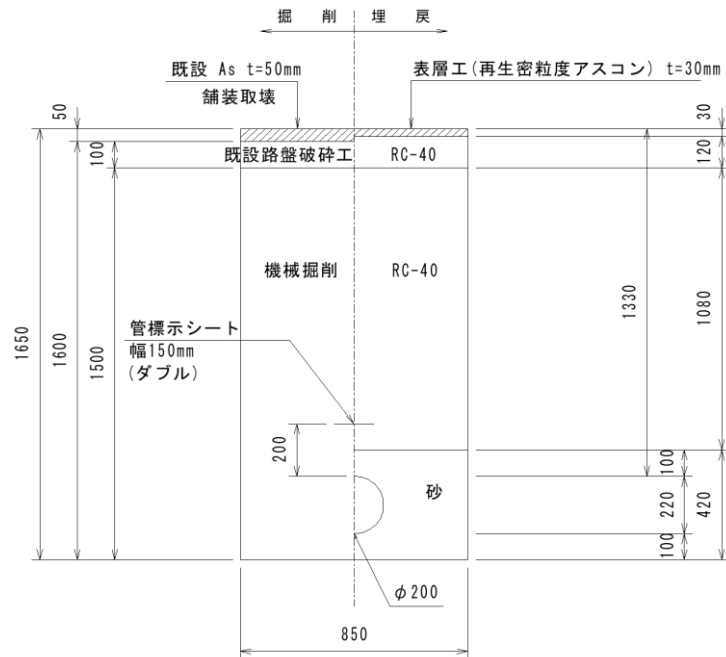 掘 削 埋 戻
既設 As t=50mm
舗装取壊
表層工(再生密粒度アスコン) t=30mm
50
30
既設路盤破砕工
RC-40
100
120
機械掘削
RC-40
1650
1600
1500
1330
1080
管標示シート
幅150mm
(ダブル)
200
100
砂
220
420
100
φ200
850